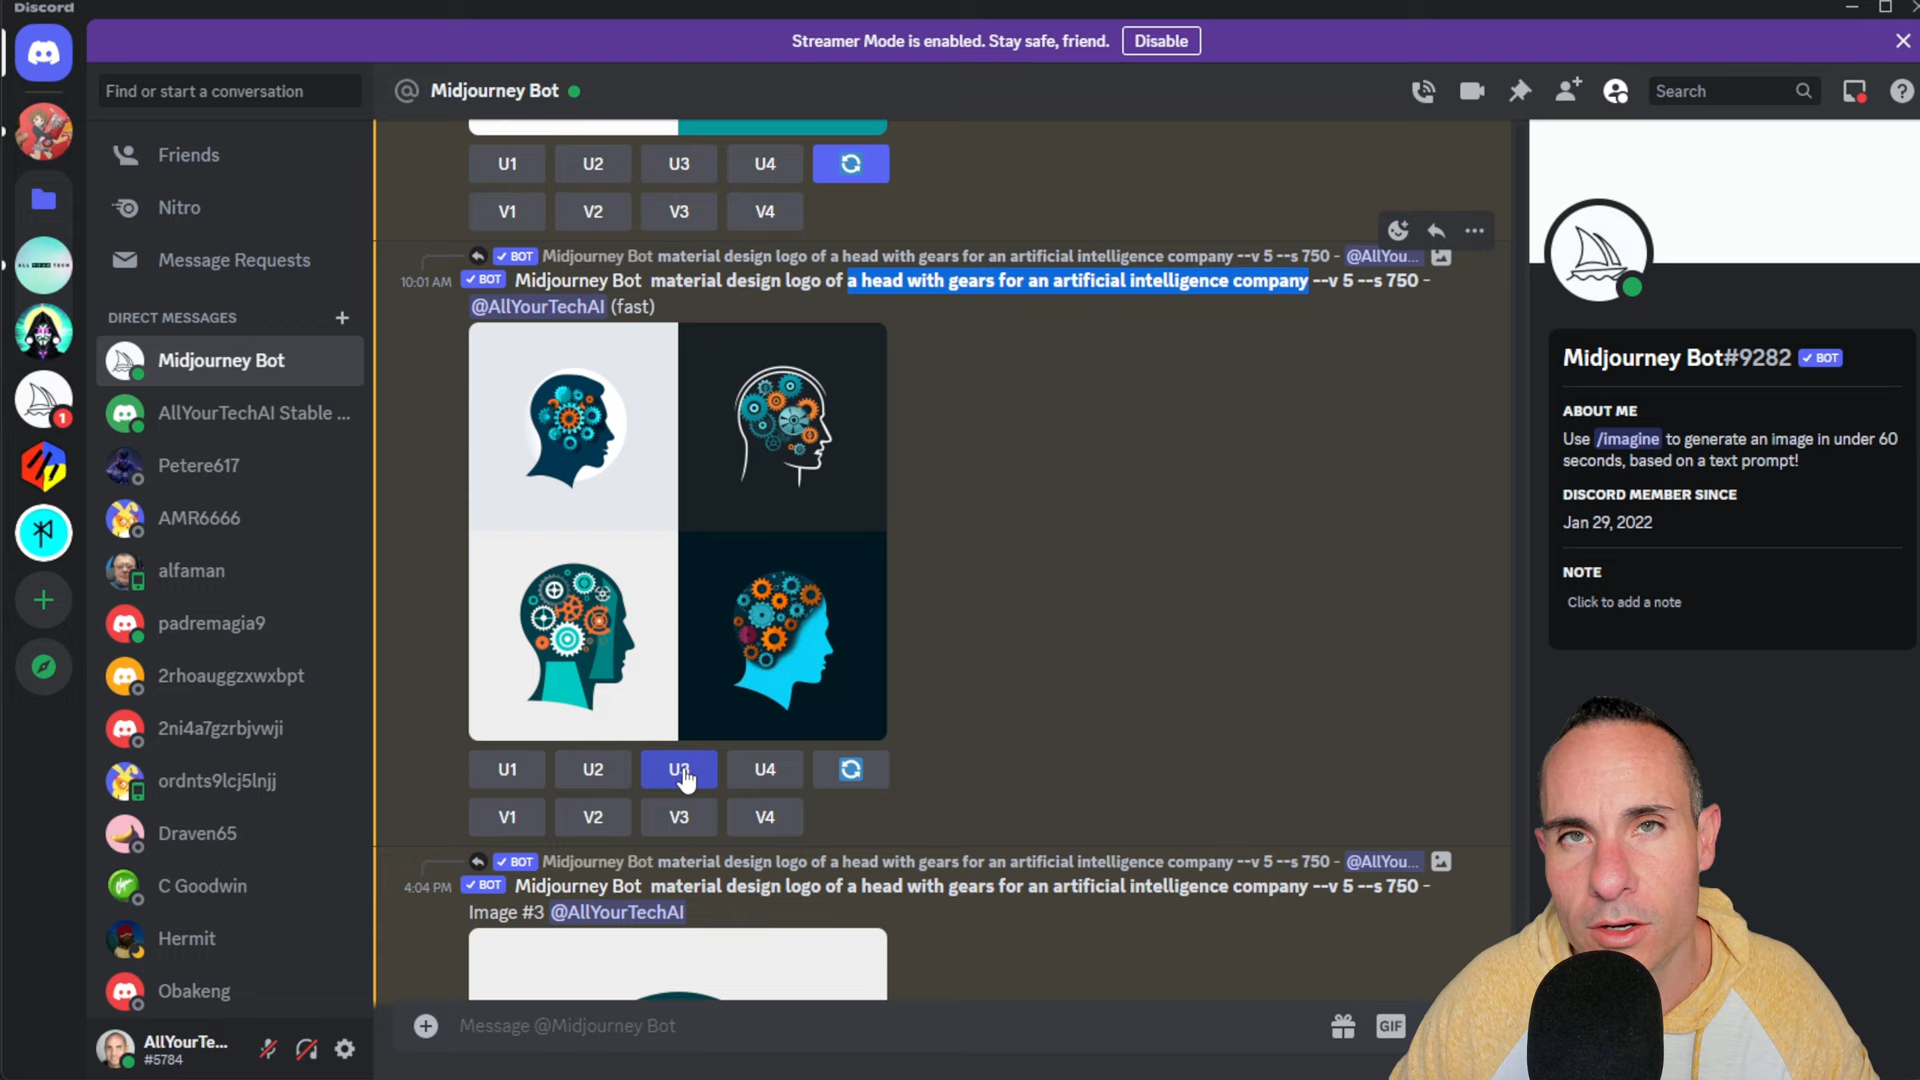 Discord
Streamer Mode is enabled. Stay safe, friend. Disable
Find or start a conversation
Midjourney Bot
Search
Friends
Nitro
Message Requests
DIRECT MESSAGES
Midjourney Bot
AllYourTechAI Stable ...
Petere617
AMR6666
alfaman
padremagia9
2rhoauggzxwxbpt
2ni4a7gzrbjvwji
ordnts9lcj5lnjj
Draven65
C Goodwin
Hermit
Obakeng
AllYourTe...
#5784
1
ALL YOUR TECH
U1 U2 U3 U4
V1 V2 V3 V4
BOT Midjourney Bot material design logo of a head with gears for an artificial intelligence company --v 5 --s 750 - @AllYou...
10:01 AM BOT Midjourney Bot material design logo of a head with gears for an artificial intelligence company --v 5 --s 750 -
@AllYourTechAI (fast)
U1 U2 U3 U4
V1 V2 V3 V4
BOT Midjourney Bot material design logo of a head with gears for an artificial intelligence company --v 5 --s 750 - @AllYou...
4:04 PM BOT Midjourney Bot material design logo of a head with gears for an artificial intelligence company --v 5 --s 750 -
Image #3 @AllYourTechAI
Message @Midjourney Bot
GIF
Midjourney Bot#9282 BOT
ABOUT ME
Use /imagine to generate an image in under 60
seconds, based on a text prompt!
DISCORD MEMBER SINCE
Jan 29, 2022
NOTE
Click to add a note